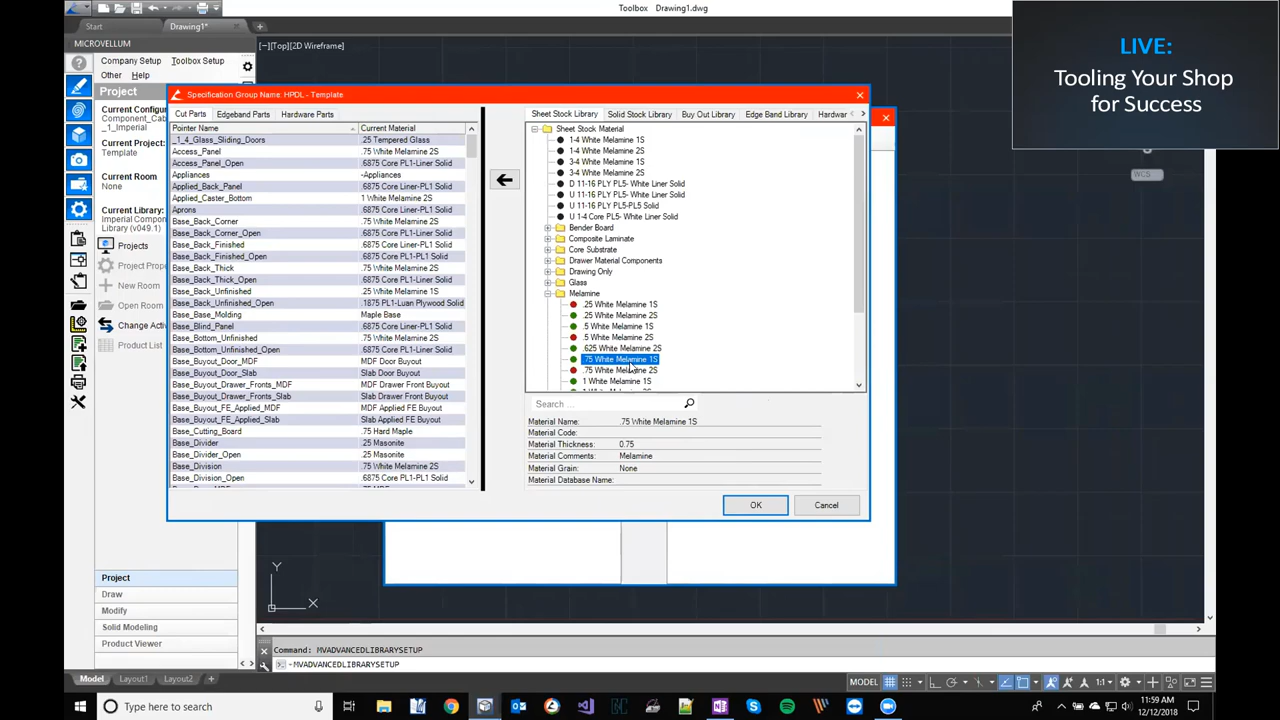 Toolbox Drawing1.dwg
Start
Drawing1*
MICROVELLUM
Company Setup Toolbox Setup
Other Help
Project
Current Configu
Component_Cab
_1_Imperial
Current Project:
Template
Current Room
None
Current Library:
Imperial Compone
Library (v049.1)
Projects
Project Prop
New Room
Open Room
Change Acti
Product List
Project
Draw
Modify
Solid Modeling
Product Viewer
[−][Top][2D Wireframe]
LIVE:
Tooling Your Shop
for Success
WCS
Specification Group Name: HPDL - Template
Cut Parts Edgeband Parts Hardware Parts
Pointer Name Current Material
_1_4_Glass_Sliding_Doors .25 Tempered Glass
Access_Panel .75 White Melamine 2S
Access_Panel_Open .6875 Core PL1-Liner Solid
Appliances -Appliances
Applied_Back_Panel .6875 Core Liner-PL1 Solid
Applied_Caster_Bottom 1 White Melamine 2S
Aprons .6875 Core Liner-PL1 Solid
Base_Back_Corner .75 White Melamine 2S
Base_Back_Corner_Open .6875 Core PL1-Liner Solid
Base_Back_Finished .6875 Core Liner-PL1 Solid
Base_Back_Finished_Open .6875 Core PL1-PL1 Solid
Base_Back_Thick .75 White Melamine 2S
Base_Back_Thick_Open .6875 Core PL1-Liner Solid
Base_Back_Unfinished .25 White Melamine 1S
Base_Back_Unfinished_Open .1875 PL1-Luan Plywood Solid
Base_Base_Molding Maple Base
Base_Blind_Panel .6875 Core Liner-PL1 Solid
Base_Bottom_Unfinished .75 White Melamine 2S
Base_Bottom_Unfinished_Open .6875 Core PL1-Liner Solid
Base_Buyout_Door_MDF MDF Door Buyout
Base_Buyout_Door_Slab Slab Door Buyout
Base_Buyout_Drawer_Fronts_MDF MDF Drawer Front Buyout
Base_Buyout_Drawer_Fronts_Slab Slab Drawer Front Buyout
Base_Buyout_FE_Applied_MDF MDF Applied FE Buyout
Base_Buyout_FE_Applied_Slab Slab Applied FE Buyout
Base_Cutting_Board .75 Hard Maple
Base_Divider .25 Masonite
Base_Divider_Open .25 Masonite
Base_Division .75 White Melamine 2S
Base_Division_Open .6875 Core PL1-PL1 Solid
Sheet Stock Library Solid Stock Library Buy Out Library Edge Band Library Hardwar
Sheet Stock Material
1-4 White Melamine 1S
1-4 White Melamine 2S
3-4 White Melamine 1S
3-4 White Melamine 2S
D 11-16 PLY PL5- White Liner Solid
U 11-16 PLY PL5- White Liner Solid
U 11-16 PLY PL5-PL5 Solid
U 1-4 Core PL5- White Liner Solid
Bender Board
Composite Laminate
Core Substrate
Drawer Material Components
Drawing Only
Glass
Melamine
.25 White Melamine 1S
.25 White Melamine 2S
.5 White Melamine 1S
.5 White Melamine 2S
.625 White Melamine 2S
.75 White Melamine 1S
.75 White Melamine 2S
1 White Melamine 1S
Search ...
Material Name: .75 White Melamine 1S
Material Code:
Material Thickness: 0.75
Material Comments: Melamine
Material Grain: None
Material Database Name:
OK Cancel
Y
X
Command: MVADVANCEDLIBRARYSETUP
MVADVANCEDLIBRARYSETUP
Model Layout1 Layout2 +
MODEL 1:1
Type here to search
11:59 AM
12/12/2018